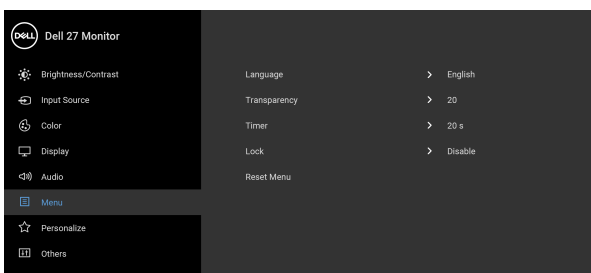 DELL Dell 27 Monitor
Brightness/Contrast
Input Source
Color
Display
Audio
Menu
Personalize
Others
Language > English
Transparency > 20
Timer > 20 s
Lock > Disable
Reset Menu